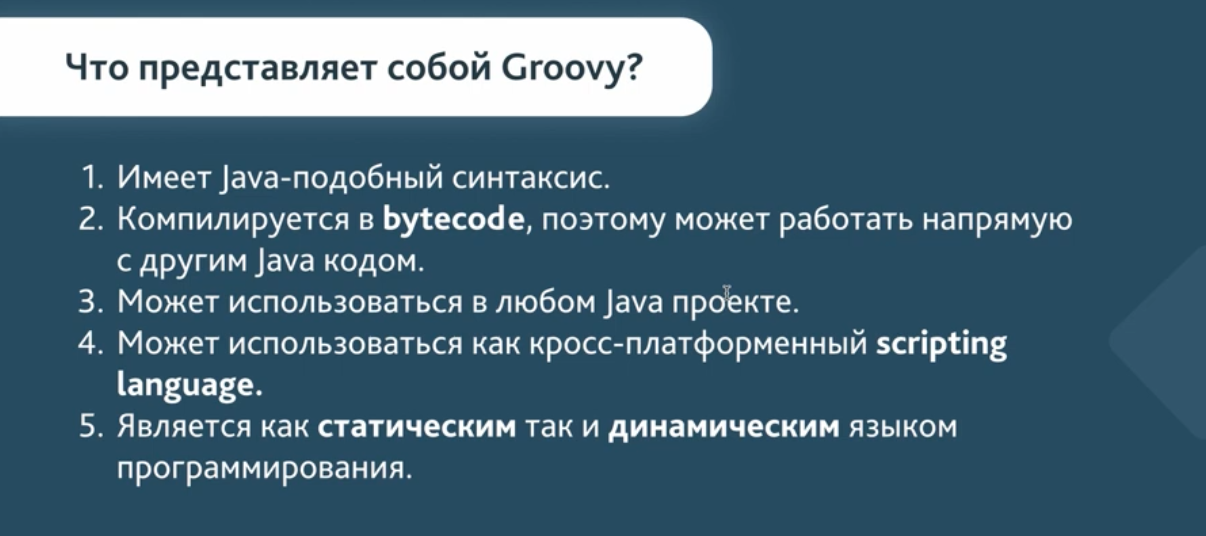 Что представляет собой Groovy?
1. Имеет Java-подобный синтаксис.
2. Компилируется в bytecode, поэтому может работать напрямую
с другим Java кодом.
3. Может использоваться в любом Java проекте.
4. Может использоваться как кросс-платформенный scripting
language.
5. Является как статическим так и динамическим языком
программирования.